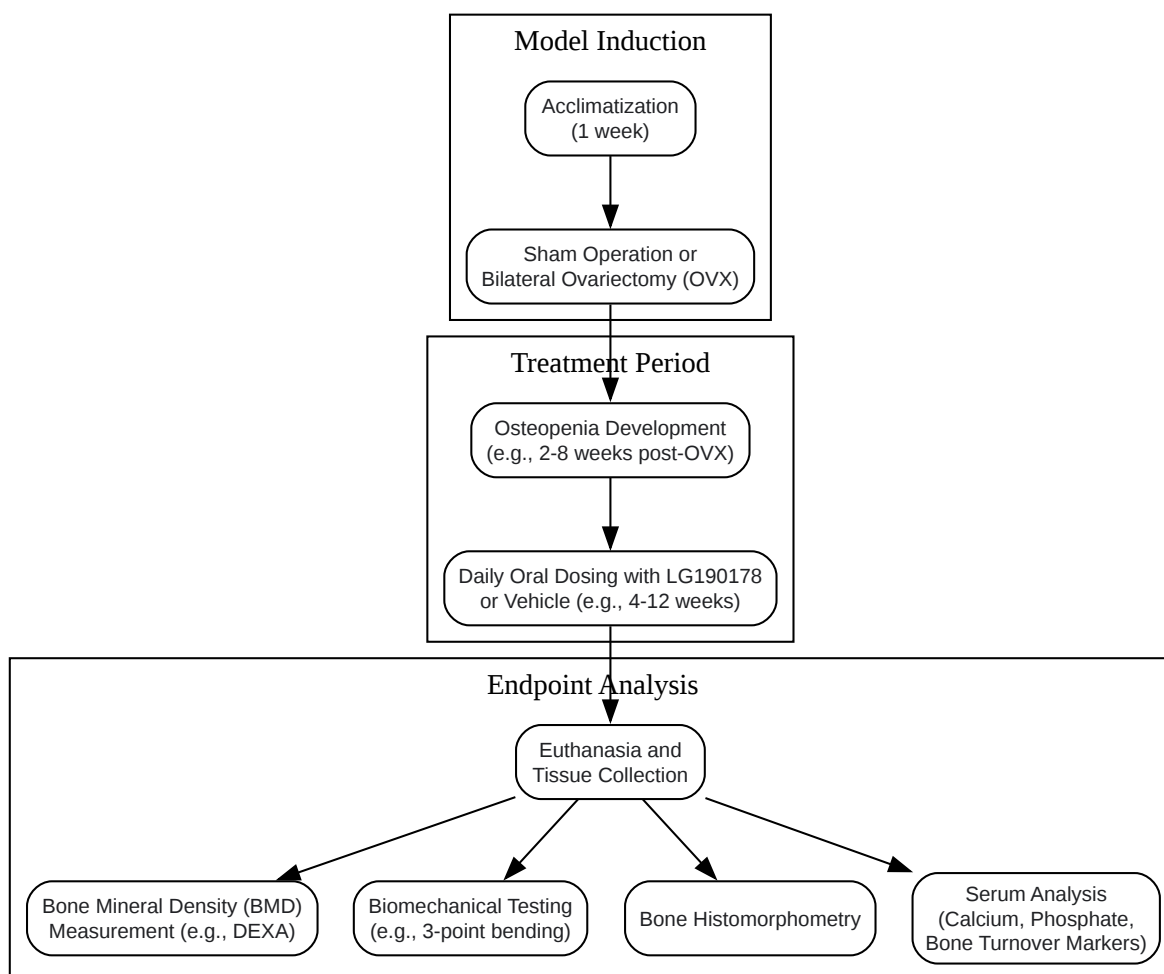 Model Induction
Acclimatization
(1 week)
Sham Operation or
Bilateral Ovariectomy (OVX)
Treatment Period
Osteopenia Development
(e.g., 2-8 weeks post-OVX)
Daily Oral Dosing with LG190178
or Vehicle (e.g., 4-12 weeks)
Endpoint Analysis
Euthanasia and
Tissue Collection
Bone Mineral Density (BMD)
Measurement (e.g., DEXA)
Biomechanical Testing
(e.g., 3-point bending)
Bone Histomorphometry
Serum Analysis
(Calcium, Phosphate,
Bone Turnover Markers)